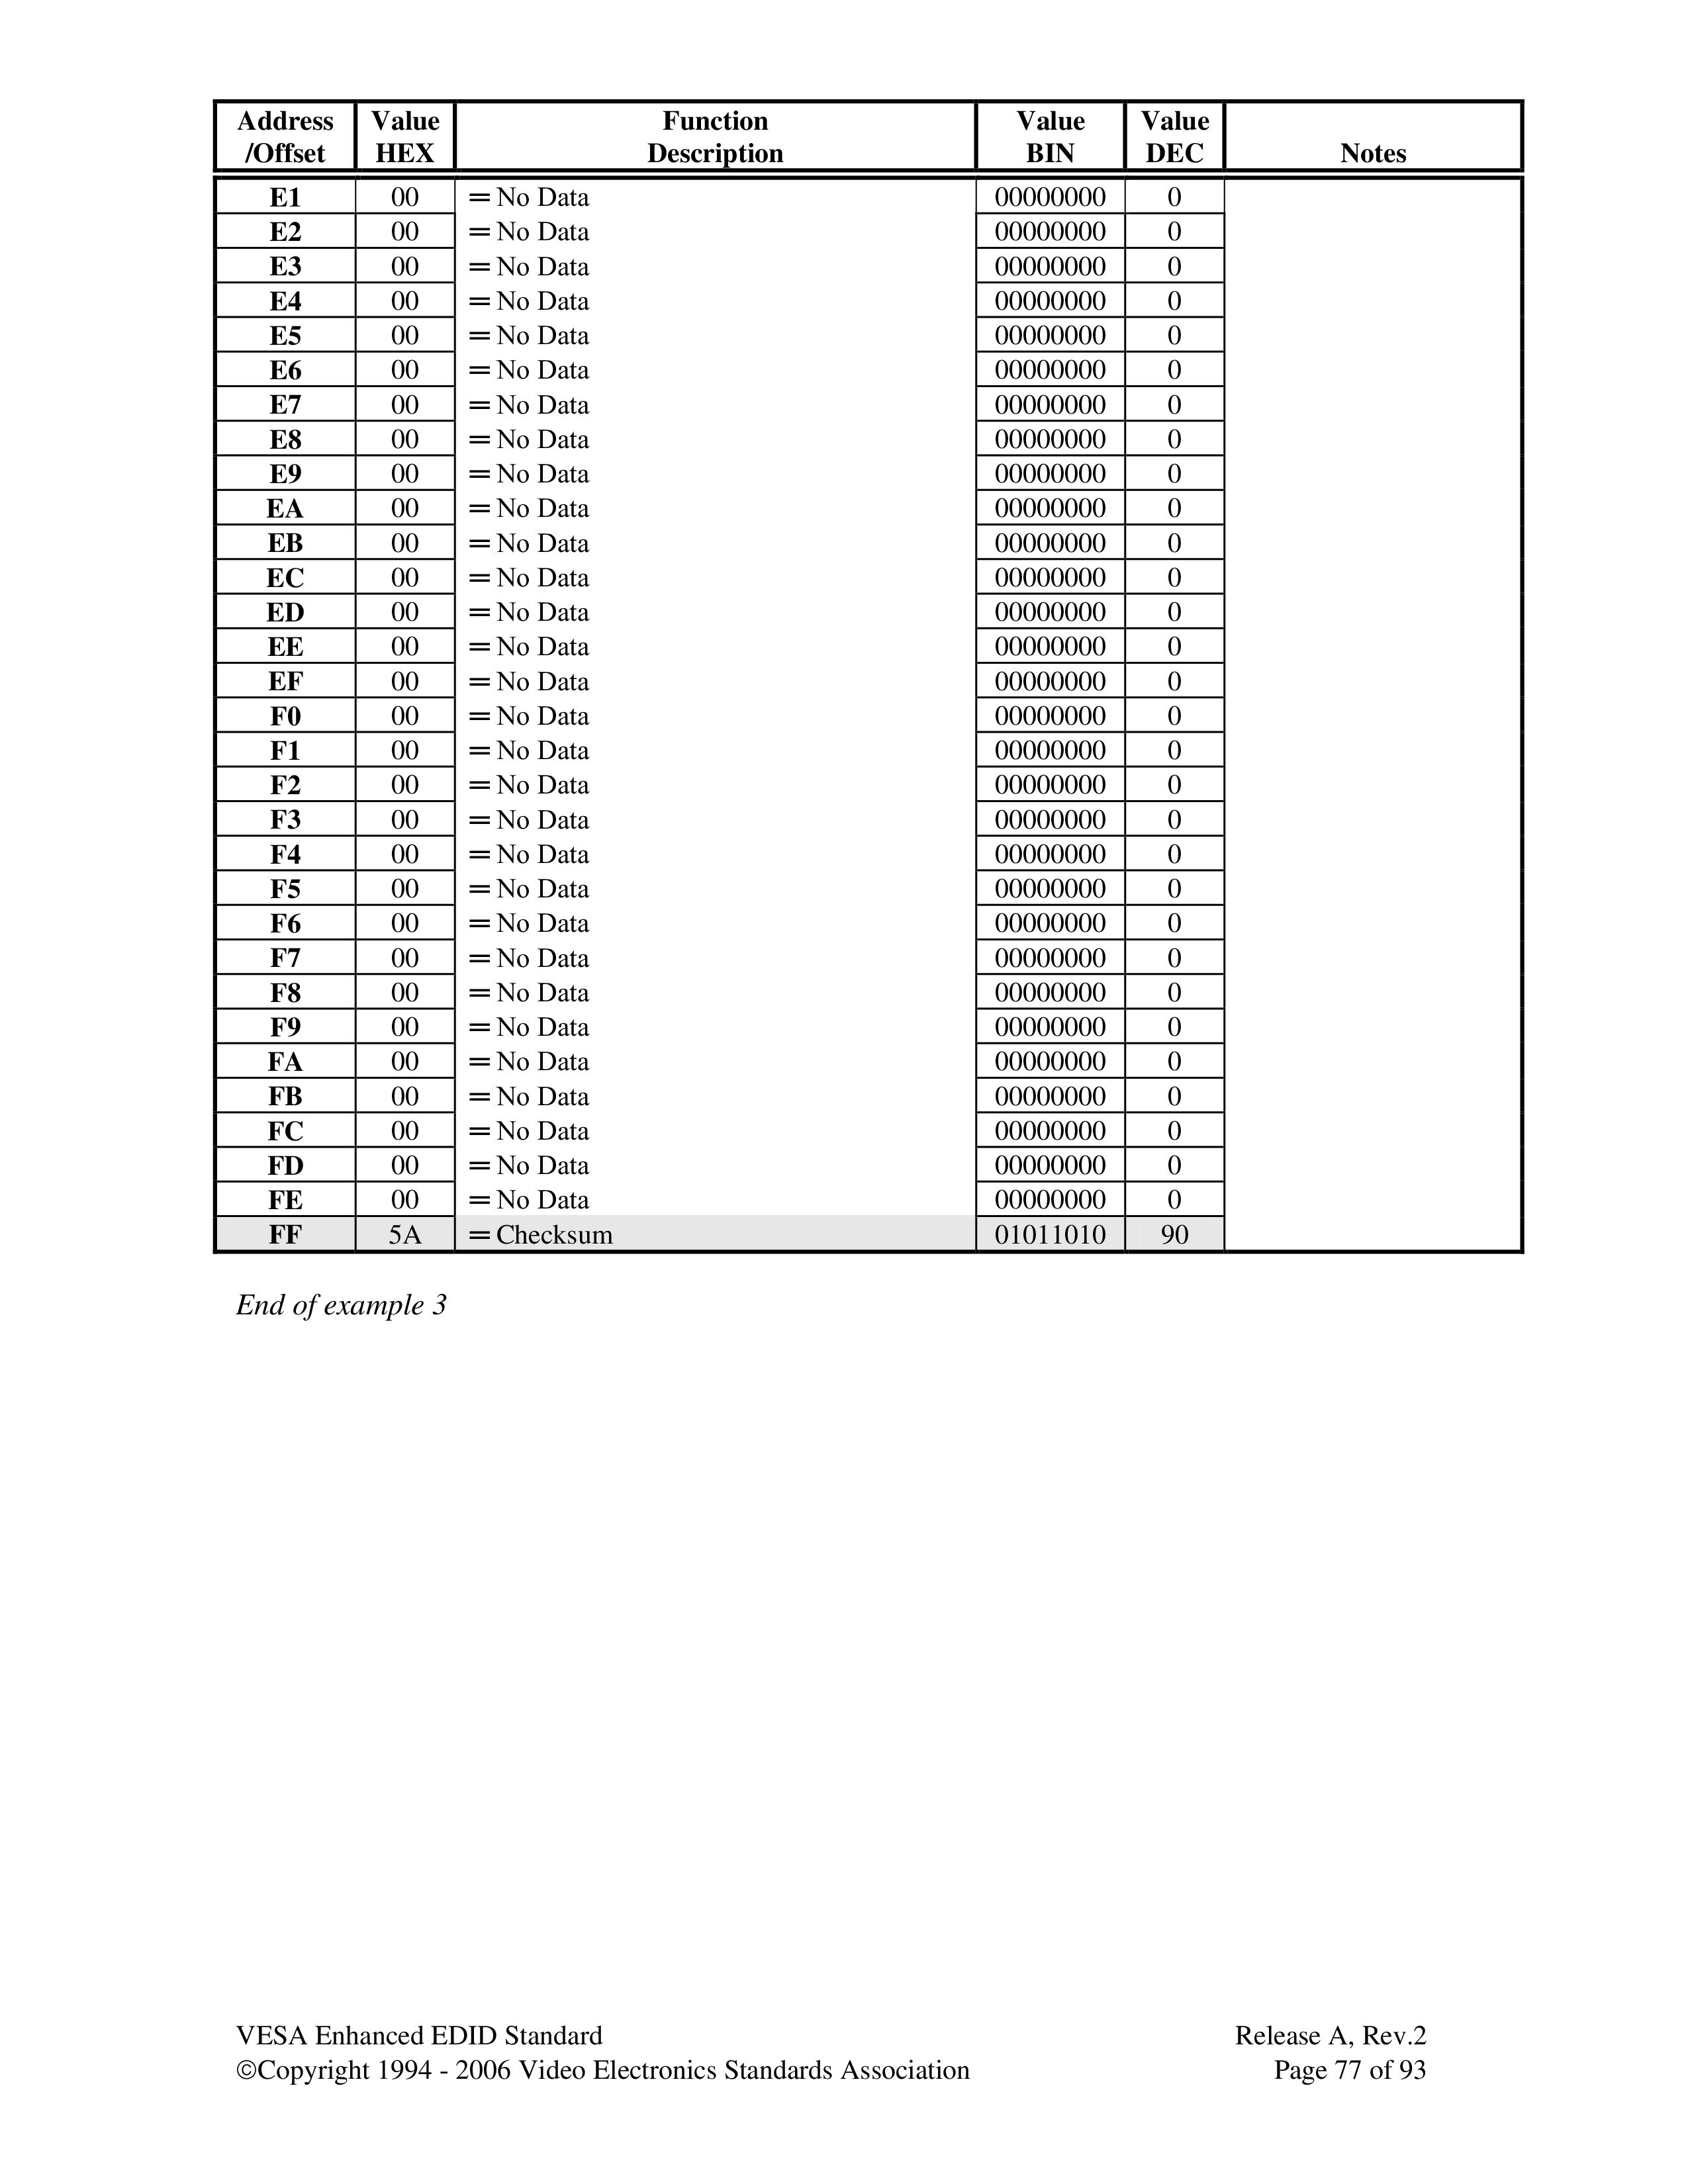 Address Value Function Value Value
/Offset HEX Description BIN DEC Notes
E1 00 = No Data 00000000 0
E2 00 = No Data 00000000 0
E3 00 = No Data 00000000 0
E4 00 = No Data 00000000 0
E5 00 = No Data 00000000 0
E6 00 = No Data 00000000 0
E7 00 = No Data 00000000 0
E8 00 = No Data 00000000 0
E9 00 = No Data 00000000 0
EA 00 = No Data 00000000 0
EB 00 = No Data 00000000 0
EC 00 = No Data 00000000 0
ED 00 = No Data 00000000 0
EE 00 = No Data 00000000 0
EF 00 = No Data 00000000 0
F0 00 = No Data 00000000 0
F1 00 = No Data 00000000 0
F2 00 = No Data 00000000 0
F3 00 = No Data 00000000 0
F4 00 = No Data 00000000 0
F5 00 = No Data 00000000 0
F6 00 = No Data 00000000 0
F7 00 = No Data 00000000 0
F8 00 = No Data 00000000 0
F9 00 = No Data 00000000 0
FA 00 = No Data 00000000 0
FB 00 = No Data 00000000 0
FC 00 = No Data 00000000 0
FD 00 = No Data 00000000 0
FE 00 = No Data 00000000 0
FF 5A = Checksum 01011010 90
End of example 3
VESA Enhanced EDID Standard Release A, Rev.2
©Copyright 1994 - 2006 Video Electronics Standards Association Page 77 of 93